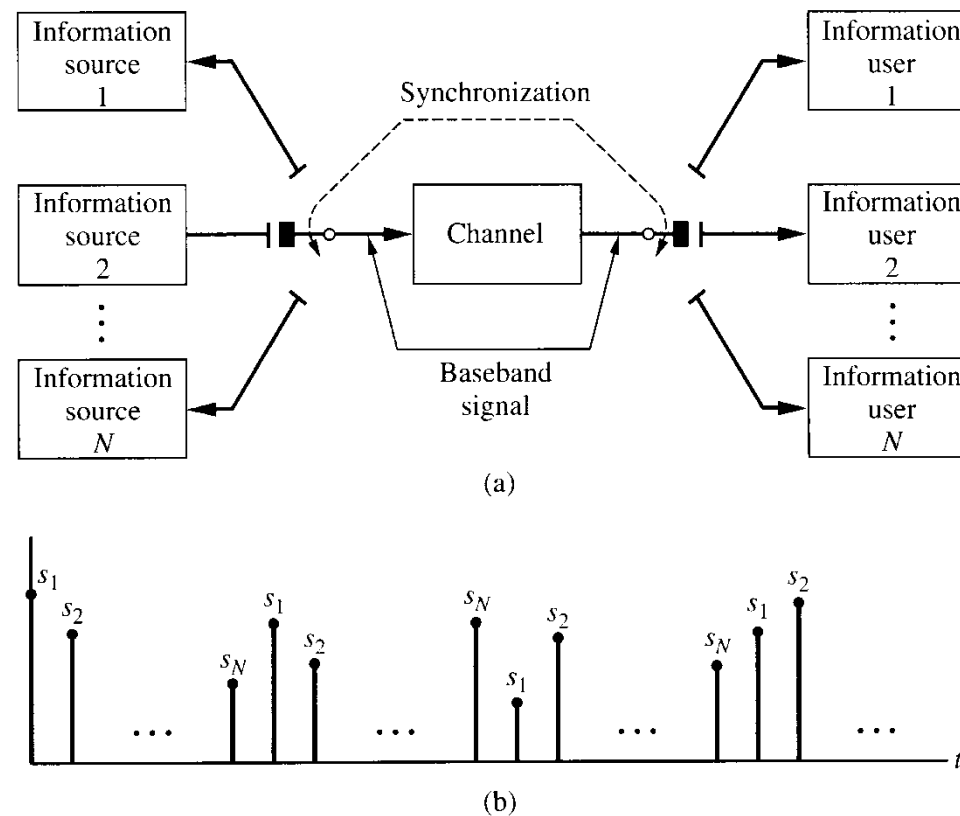 Information
source
1
Information
user
1
Synchronization
Information
source
2
Channel
Information
user
2
Baseband
signal
Information
source
N
Information
user
N
(a)
s1
s2
sN
s1
s2
sN
s1
s2
sN
s1
s2
t
(b)